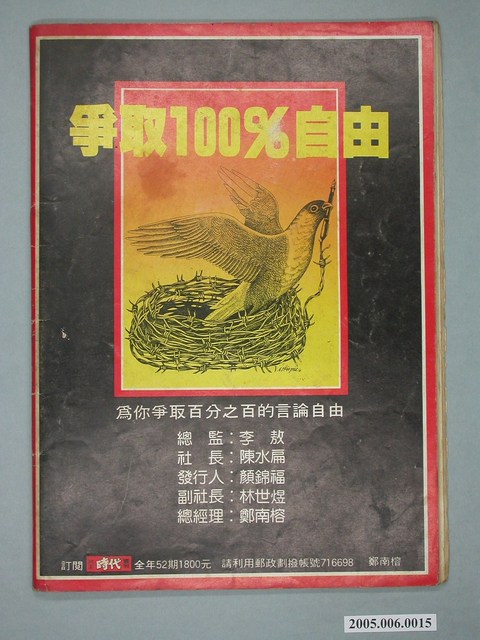 爭取100%自由
為你爭取百分之百的言論自由
總監：李敖
社長：陳水扁
發行人：顏錦福
副社長：林世煜
總經理：鄭南榕
訂閱 時代 全年52期1800元 請利用郵政劃撥帳號716698 鄭南榕
2005.006.0015